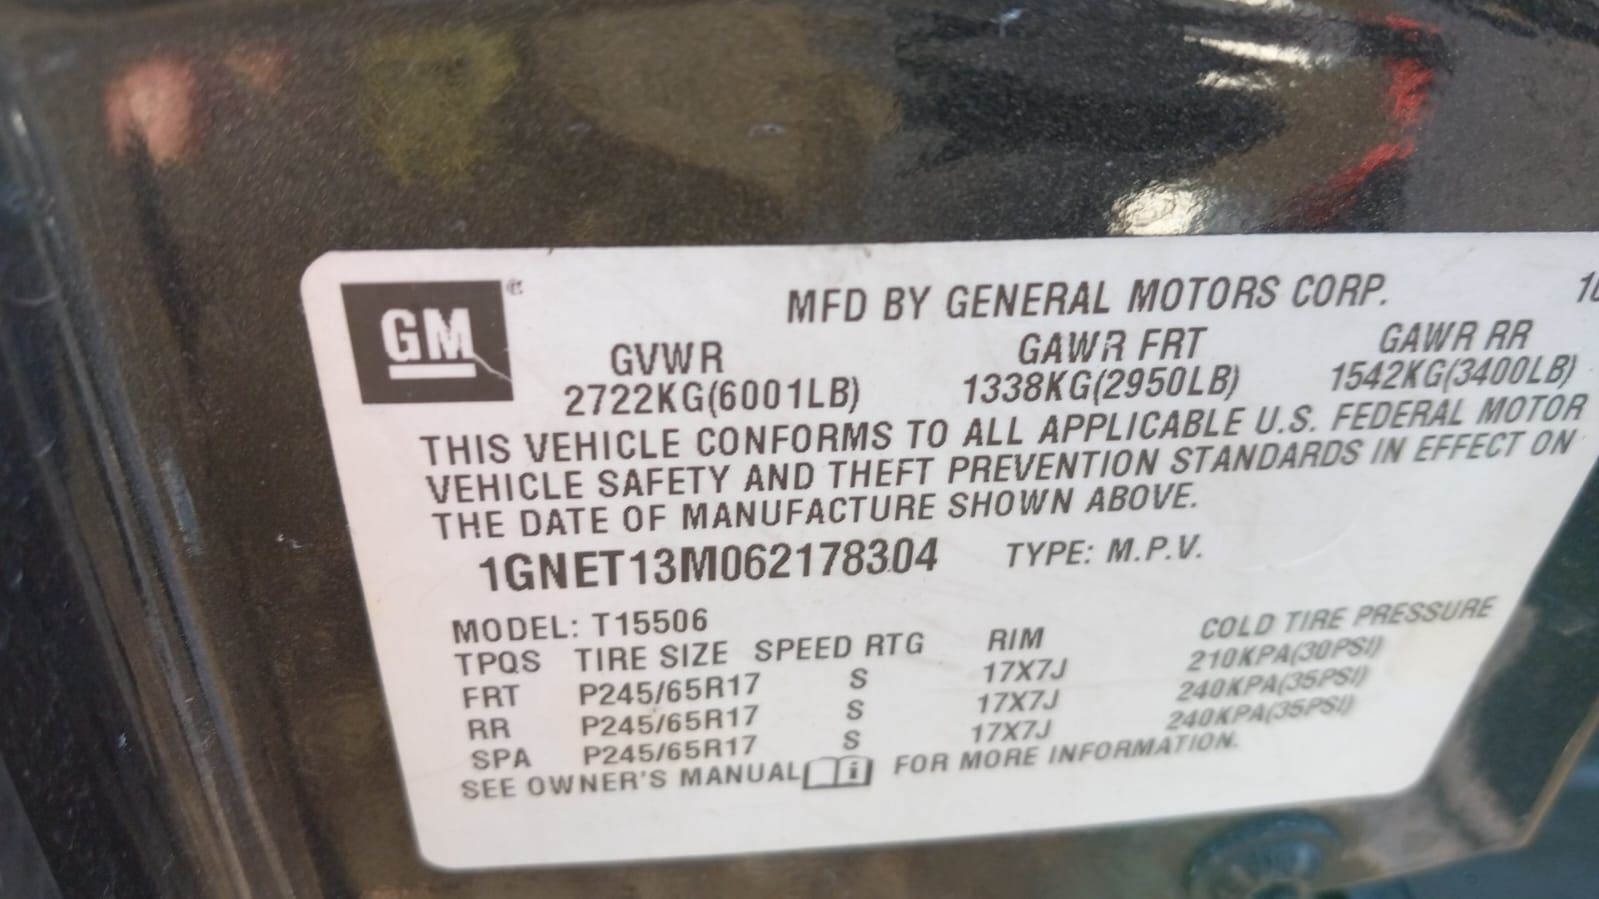 GM ®
MFD BY GENERAL MOTORS CORP.
GVWR GAWR FRT GAWR RR
2722KG(6001LB) 1338KG(2950LB) 1542KG(3400LB)
THIS VEHICLE CONFORMS TO ALL APPLICABLE U.S. FEDERAL MOTOR
VEHICLE SAFETY AND THEFT PREVENTION STANDARDS IN EFFECT ON
THE DATE OF MANUFACTURE SHOWN ABOVE.
1GNET13M062178304 TYPE: M.P.V.
MODEL: T15506
TPQS TIRE SIZE SPEED RTG RIM COLD TIRE PRESSURE
FRT P245/65R17 S 17X7J 210KPA(30PSI)
RR P245/65R17 S 17X7J 240KPA(35PSI)
SPA P245/65R17 S 17X7J 240KPA(35PSI)
SEE OWNER'S MANUAL FOR MORE INFORMATION.